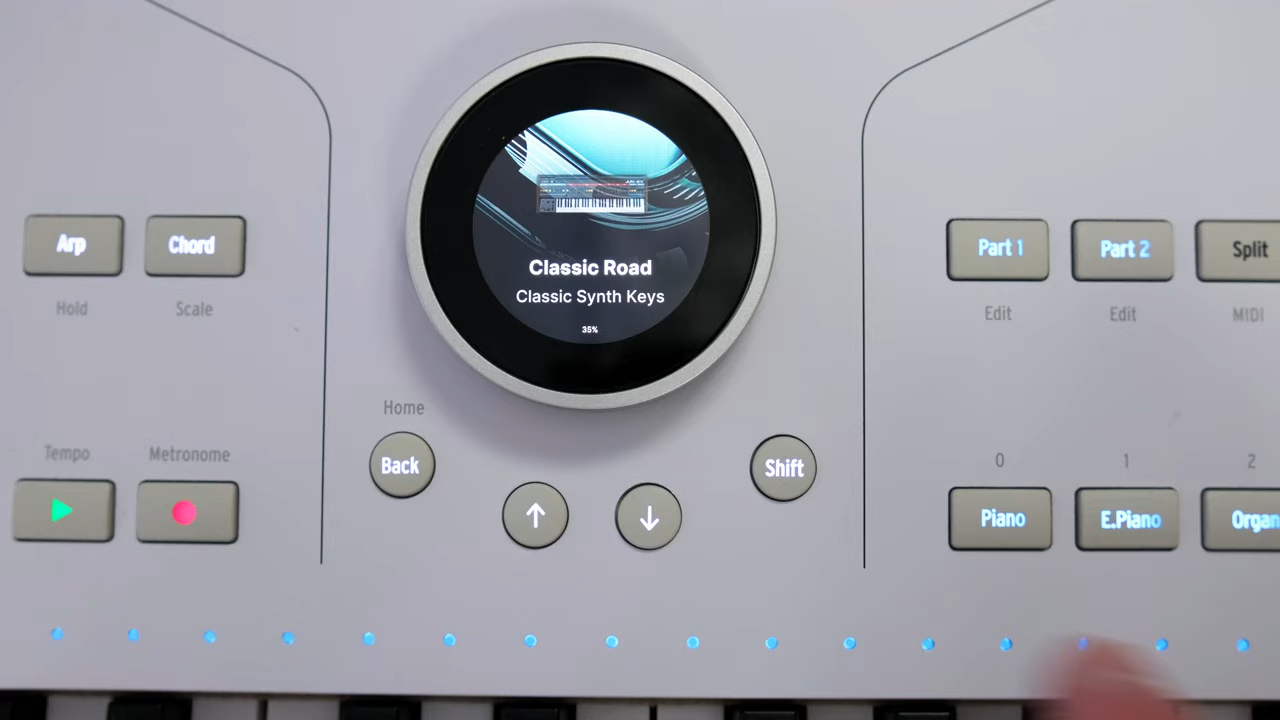 Arp
Chord
Hold
Scale
Classic Road
Classic Synth Keys
35%
Part 1
Part 2
Split
Edit
Edit
MIDI
Home
Back
Shift
Tempo
Metronome
0
1
2
Piano
E.Piano
Organ